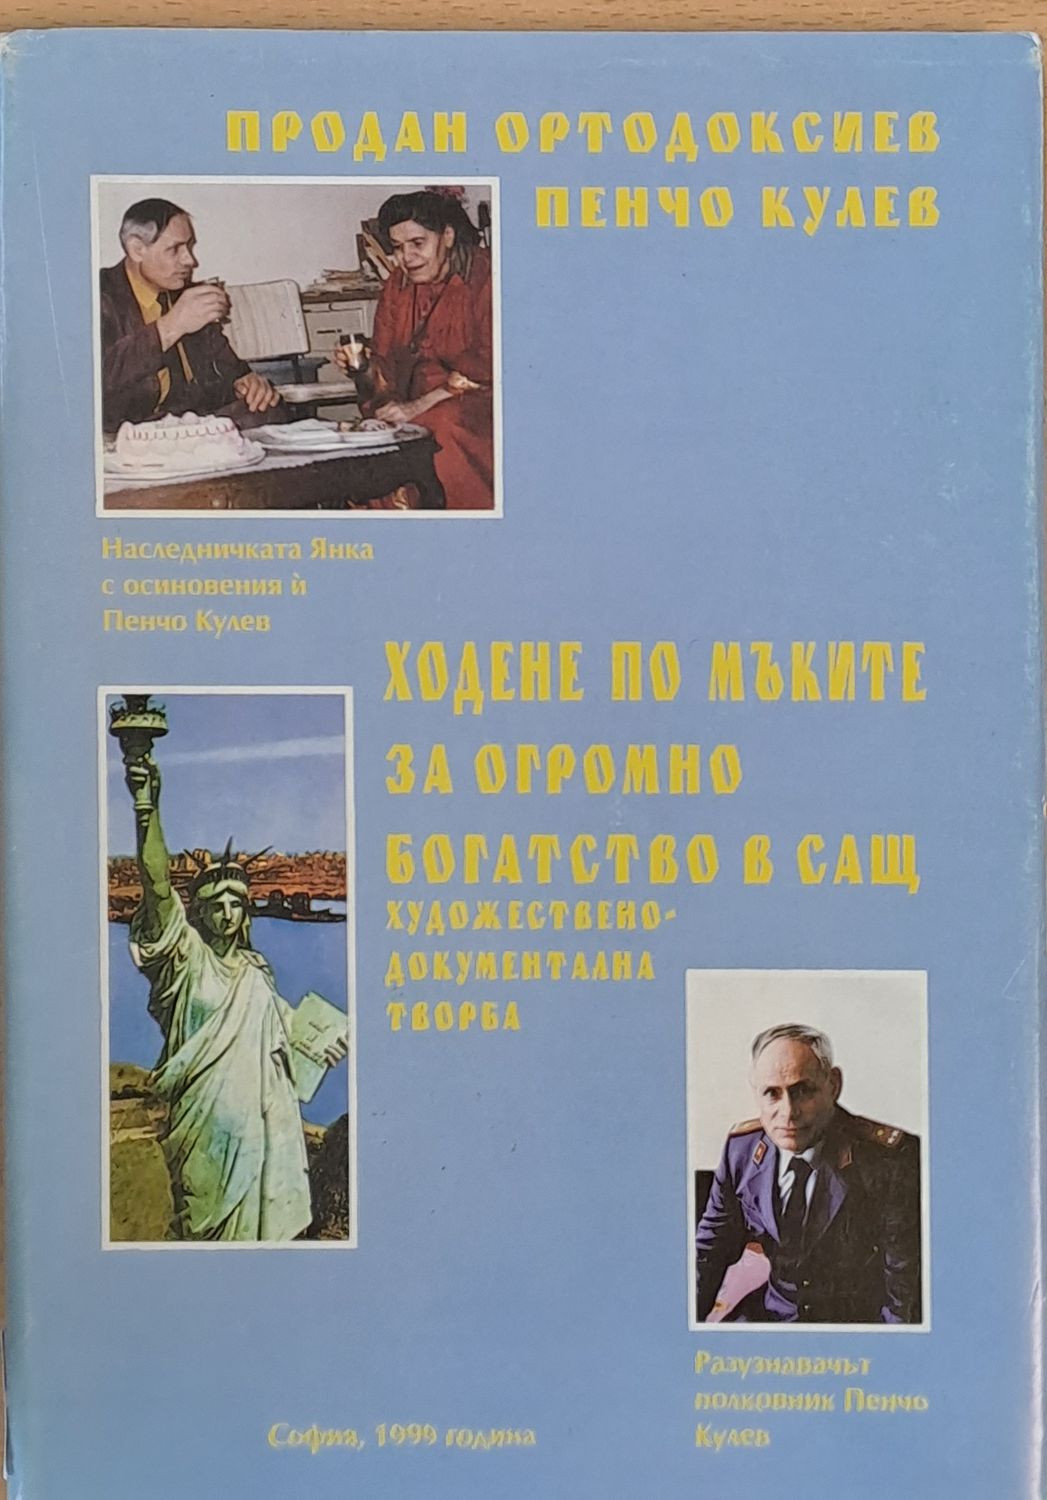 ПРОДАН ОРТОДОКСИЕВ
ПЕНЧО КУЛЕВ
Наследничката Янка
с осиновения ѝ
Пенчо Кулев
ХОДЕНЕ ПО МЪКИТЕ
ЗА ОГРОМНО
БОГАТСТВО В САЩ
ХУДОЖЕСТВЕНО-
ДОКУМЕНТАЛНА
ТВОРБА
Разузнавачът
полковник Пенчо
Кулев
София, 1999 година